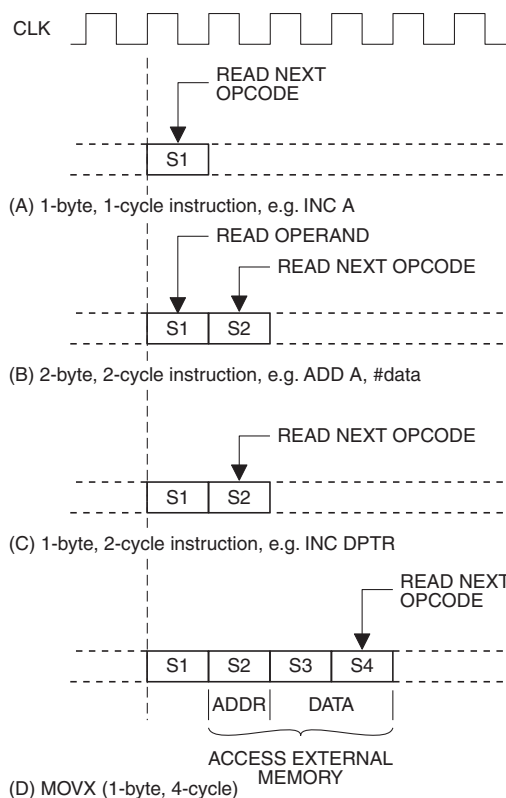 CLK
READ NEXT
OPCODE
S1
(A) 1-byte, 1-cycle instruction, e.g. INC A
READ OPERAND
READ NEXT OPCODE
S1 S2
(B) 2-byte, 2-cycle instruction, e.g. ADD A, #data
READ NEXT OPCODE
S1 S2
(C) 1-byte, 2-cycle instruction, e.g. INC DPTR
READ NEXT
OPCODE
S1 S2 S3 S4
ADDR DATA
ACCESS EXTERNAL
MEMORY
(D) MOVX (1-byte, 4-cycle)